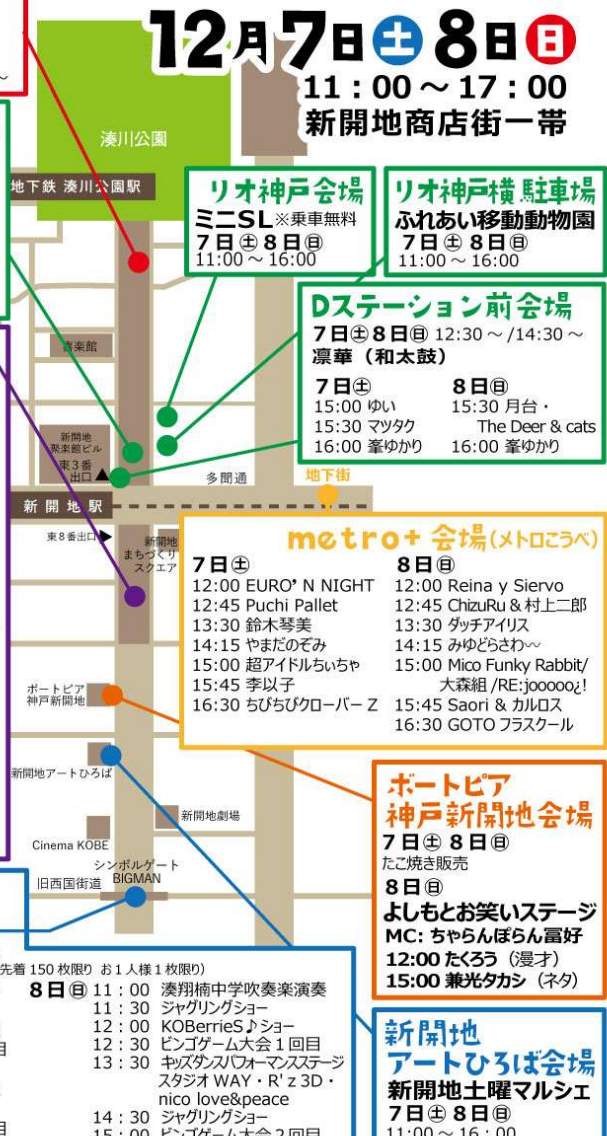 12月7日土8日日
11：00～17：00
新開地商店街一帯
湊川公園
地下鉄 湊川公園駅
リオ神戸会場
ミニSL※乗車無料
7日土8日日
11:00～16:00
リオ神戸横駐車場
ふれあい移動動物園
7日土 8日日
11:00～16:00
Dステーション前会場
7日土8日日 12:30～/14:30～
凛華（和太鼓）
7日土
15:00 ゆい
15:30 マツタク
16:00 峯ゆかり
8日日
15:30 月台・
The Deer & cats
16:00 峯ゆかり
喜楽館
新開地
聚楽館ビル
東3番
出口▲
多聞通
地下街
新開地駅
東8番出口▶
新開地
まちづくり
スクエア
metro+ 会場(メトロこうべ)
7日土
12:00 EURO' N NIGHT
12:45 Puchi Pallet
13:30 鈴木琴美
14:15 やまだのぞみ
15:00 超アイドルちぃちゃ
15:45 李以子
16:30 ちびちびクローバー Z
8日日
12:00 Reina y Siervo
12:45 ChizuRu & 村上二郎
13:30 ダッチアイリス
14:15 みゆどらさわ〰
15:00 Mico Funky Rabbit/
大森組 /RE:jooooo¿!
15:45 Saori & カルロス
16:30 GOTO フラスクール
ボートピア
神戸新開地
新開地アートひろば
新開地劇場
Cinema KOBE
シンボルゲート
BIGMAN
旧西国街道
ボートピア
神戸新開地会場
7日土 8日日
たこ焼き販売
8日日
よしもとお笑いステージ
MC: ちゃらんぽらん冨好
12:00 たくろう（漫才）
15:00 兼光タカシ（ネタ）
先着 150 枚限り お1人様1枚限り）
8日日 11：00 湊翔楠中学吹奏楽演奏
11：30 ジャグリングショー
12：00 KOBerrieS♪ショー
12：30 ビンゴゲーム大会1回目
13：30 キッズダンスパフォーマンスステージ
スタジオ WAY・R' z 3D・
nico love&peace
14：30 ジャグリングショー
15：00 ビンゴゲーム大会2回目
新開地
アートひろば会場
新開地土曜マルシェ
7日土 8日日
11:00～16：00